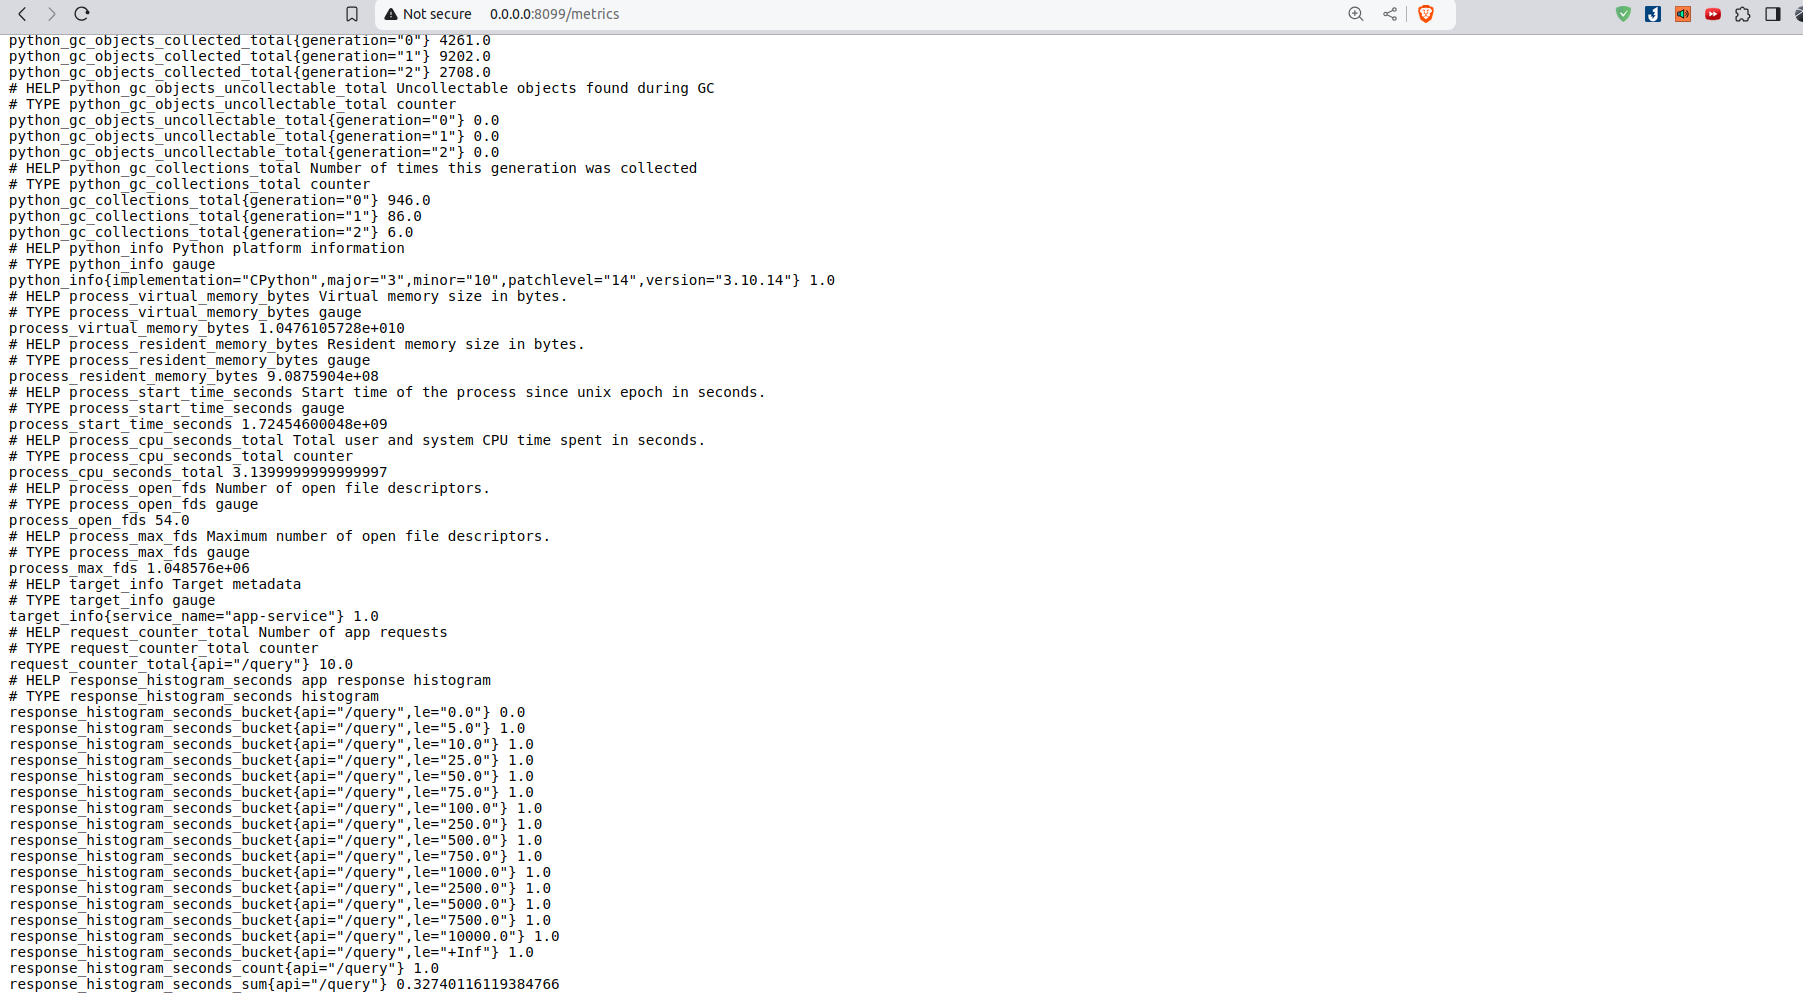 Not secure 0.0.0.0:8099/metrics
python_gc_objects_collected_total{generation="0"} 4261.0
python_gc_objects_collected_total{generation="1"} 9202.0
python_gc_objects_collected_total{generation="2"} 2708.0
# HELP python_gc_objects_uncollectable_total Uncollectable objects found during GC
# TYPE python_gc_objects_uncollectable_total counter
python_gc_objects_uncollectable_total{generation="0"} 0.0
python_gc_objects_uncollectable_total{generation="1"} 0.0
python_gc_objects_uncollectable_total{generation="2"} 0.0
# HELP python_gc_collections_total Number of times this generation was collected
# TYPE python_gc_collections_total counter
python_gc_collections_total{generation="0"} 946.0
python_gc_collections_total{generation="1"} 86.0
python_gc_collections_total{generation="2"} 6.0
# HELP python_info Python platform information
# TYPE python_info gauge
python_info{implementation="CPython",major="3",minor="10",patchlevel="14",version="3.10.14"} 1.0
# HELP process_virtual_memory_bytes Virtual memory size in bytes.
# TYPE process_virtual_memory_bytes gauge
process_virtual_memory_bytes 1.0476105728e+010
# HELP process_resident_memory_bytes Resident memory size in bytes.
# TYPE process_resident_memory_bytes gauge
process_resident_memory_bytes 9.0875904e+08
# HELP process_start_time_seconds Start time of the process since unix epoch in seconds.
# TYPE process_start_time_seconds gauge
process_start_time_seconds 1.72454600048e+09
# HELP process_cpu_seconds_total Total user and system CPU time spent in seconds.
# TYPE process_cpu_seconds_total counter
process_cpu_seconds_total 3.1399999999999997
# HELP process_open_fds Number of open file descriptors.
# TYPE process_open_fds gauge
process_open_fds 54.0
# HELP process_max_fds Maximum number of open file descriptors.
# TYPE process_max_fds gauge
process_max_fds 1.048576e+06
# HELP target_info Target metadata
# TYPE target_info gauge
target_info{service_name="app-service"} 1.0
# HELP request_counter_total Number of app requests
# TYPE request_counter_total counter
request_counter_total{api="/query"} 10.0
# HELP response_histogram_seconds app response histogram
# TYPE response_histogram_seconds histogram
response_histogram_seconds_bucket{api="/query",le="0.0"} 0.0
response_histogram_seconds_bucket{api="/query",le="5.0"} 1.0
response_histogram_seconds_bucket{api="/query",le="10.0"} 1.0
response_histogram_seconds_bucket{api="/query",le="25.0"} 1.0
response_histogram_seconds_bucket{api="/query",le="50.0"} 1.0
response_histogram_seconds_bucket{api="/query",le="75.0"} 1.0
response_histogram_seconds_bucket{api="/query",le="100.0"} 1.0
response_histogram_seconds_bucket{api="/query",le="250.0"} 1.0
response_histogram_seconds_bucket{api="/query",le="500.0"} 1.0
response_histogram_seconds_bucket{api="/query",le="750.0"} 1.0
response_histogram_seconds_bucket{api="/query",le="1000.0"} 1.0
response_histogram_seconds_bucket{api="/query",le="2500.0"} 1.0
response_histogram_seconds_bucket{api="/query",le="5000.0"} 1.0
response_histogram_seconds_bucket{api="/query",le="7500.0"} 1.0
response_histogram_seconds_bucket{api="/query",le="10000.0"} 1.0
response_histogram_seconds_bucket{api="/query",le="+Inf"} 1.0
response_histogram_seconds_count{api="/query"} 1.0
response_histogram_seconds_sum{api="/query"} 0.32740116119384766